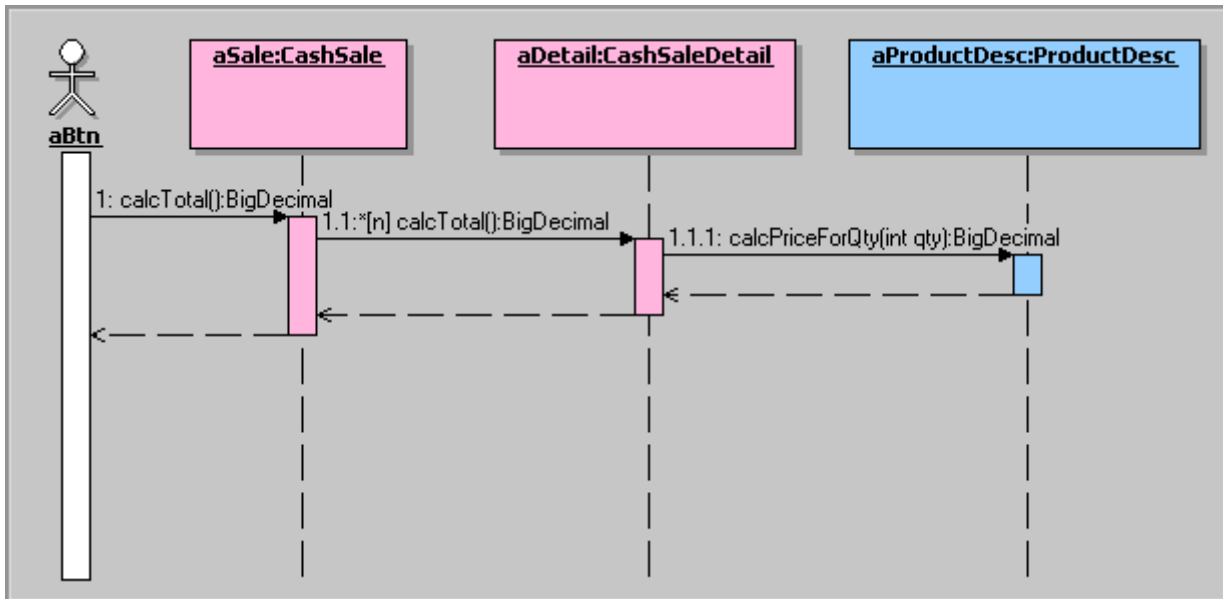 aSale:CashSale
aDetail:CashSaleDetail
aProductDesc:ProductDesc
aBtn
1: calcTotal():BigDecimal
1.1:*[n] calcTotal():BigDecimal
1.1.1: calcPriceForQty(int qty):BigDecimal